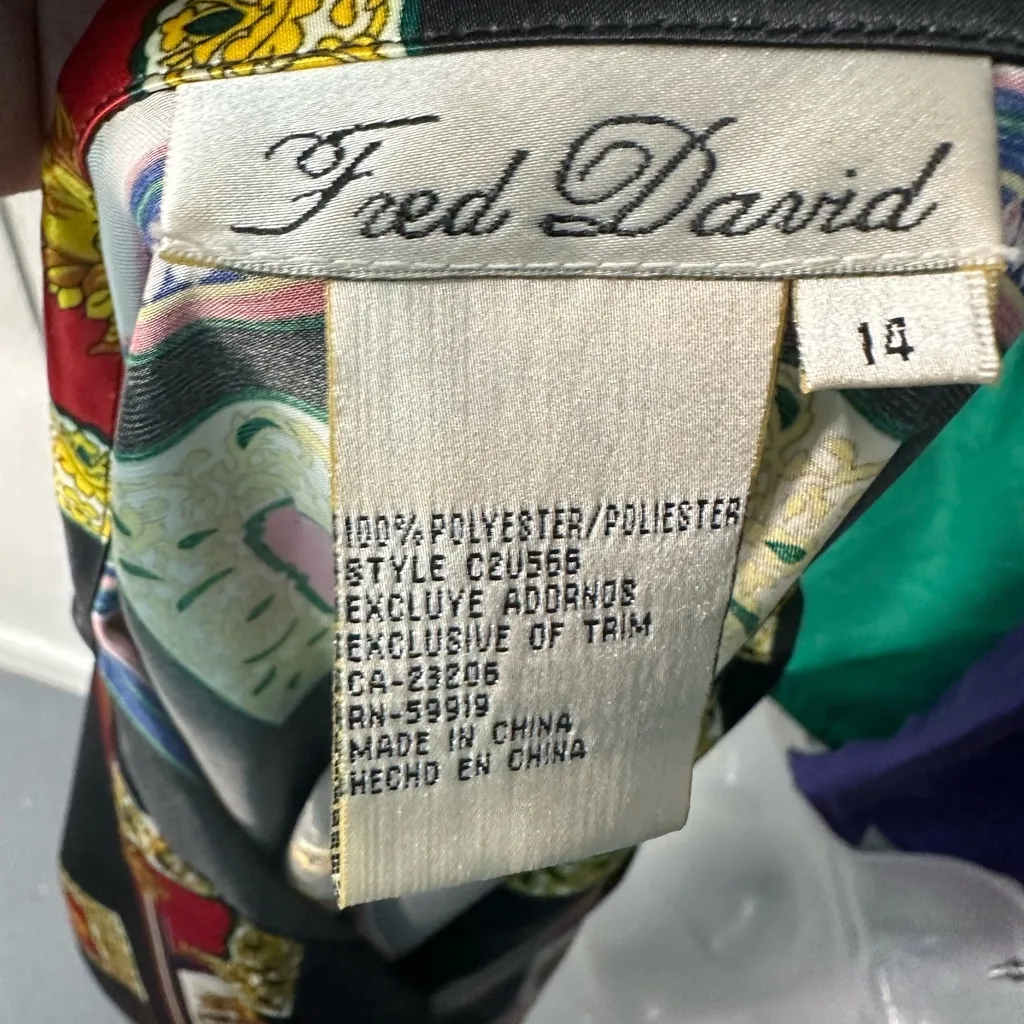 Fred David
14
100% POLYESTER/POLIESTER
STYLE C2U566
EXCLUYE ADORNOS
EXCLUSIVE OF TRIM
CA-23206
RN-59919
MADE IN CHINA
HECHO EN CHINA